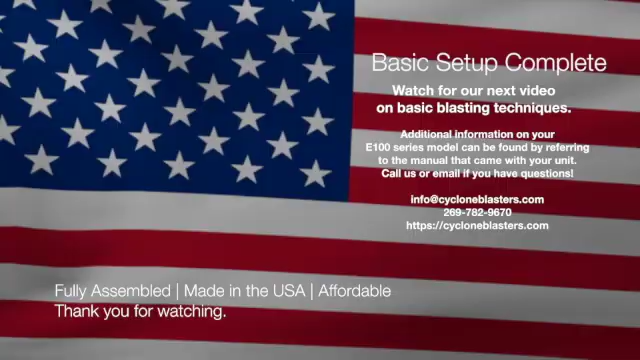 Basic Setup Complete
Watch for our next video
on basic blasting techniques.
Additional information on your
E100 series model can be found by referring
to the manual that came with your unit.
Call us or email if you have questions!
info@cycloneblasters.com
269-782-9670
https://cycloneblasters.com
Fully Assembled | Made in the USA | Affordable
Thank you for watching.